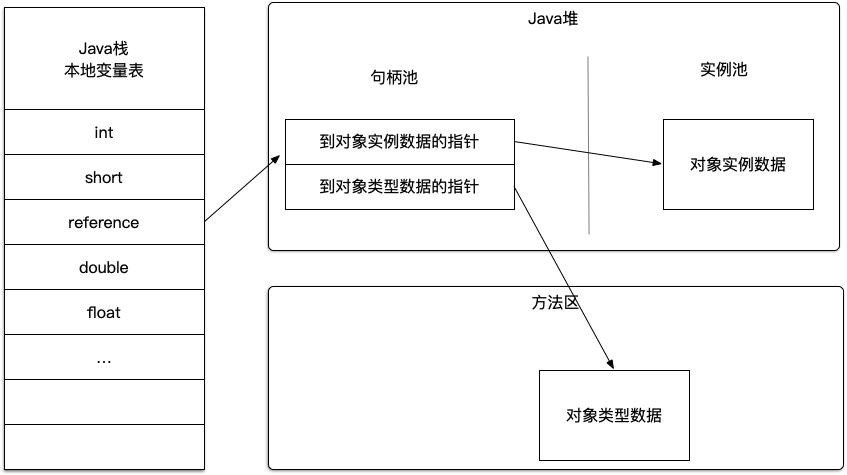 Java栈
本地变量表
int
short
reference
double
float
...
Java堆
句柄池
实例池
到对象实例数据的指针
到对象类型数据的指针
对象实例数据
方法区
对象类型数据